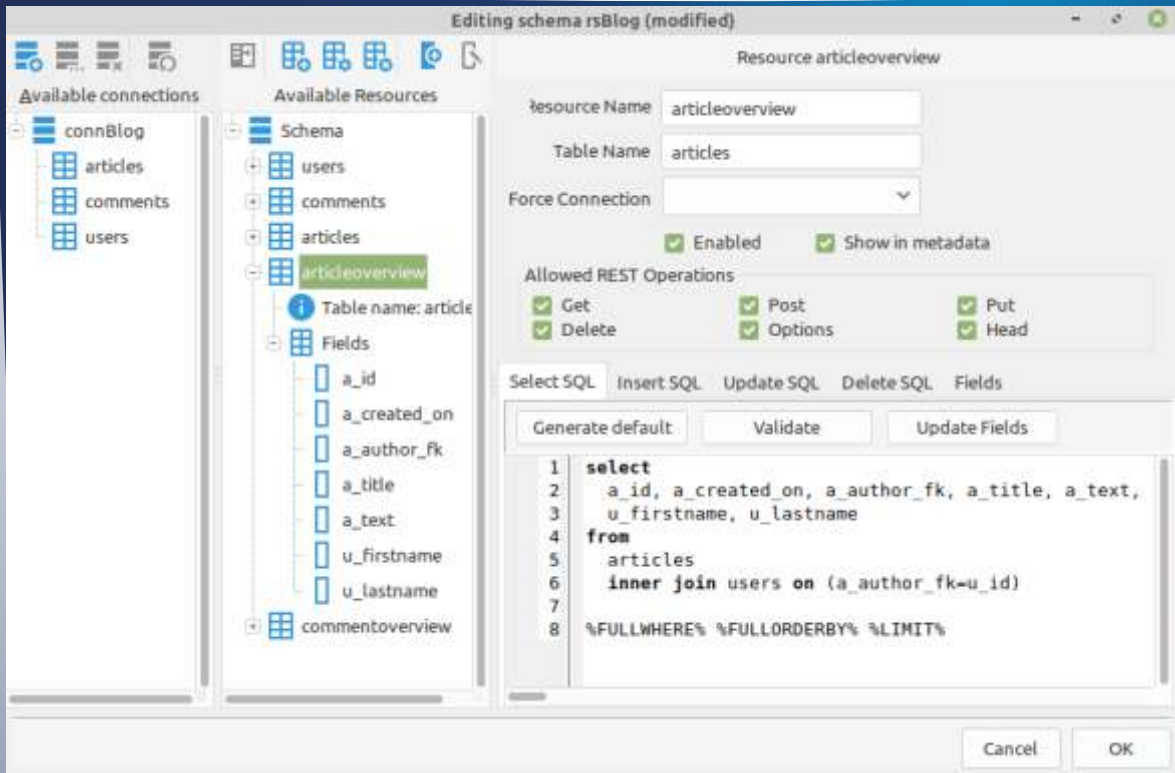 Editing schema rsBlog (modified)
Available connections
connBlog
articles
comments
users
Available Resources
Schema
users
comments
articles
articleoverview
Table name: article
Fields
a_id
a_created_on
a_author_fk
a_title
a_text
u_firstname
u_lastname
commentoverview
Resource articleoverview
Resource Name articleoverview
Table Name articles
Force Connection
Enabled Show in metadata
Allowed REST Operations
Get Post Put
Delete Options Head
Select SQL Insert SQL Update SQL Delete SQL Fields
Generate default Validate Update Fields
1 select
2 a_id, a_created_on, a_author_fk, a_title, a_text,
3 u_firstname, u_lastname
4 from
5 articles
6 inner join users on (a_author_fk=u_id)
7
8 %FULLWHERE% %FULLORDERBY% %LIMIT%
Cancel OK